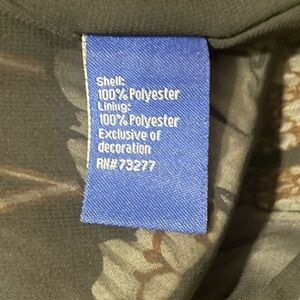 Shell:
100% Polyester
Lining:
100% Polyester
Exclusive of
decoration
RN# 73277